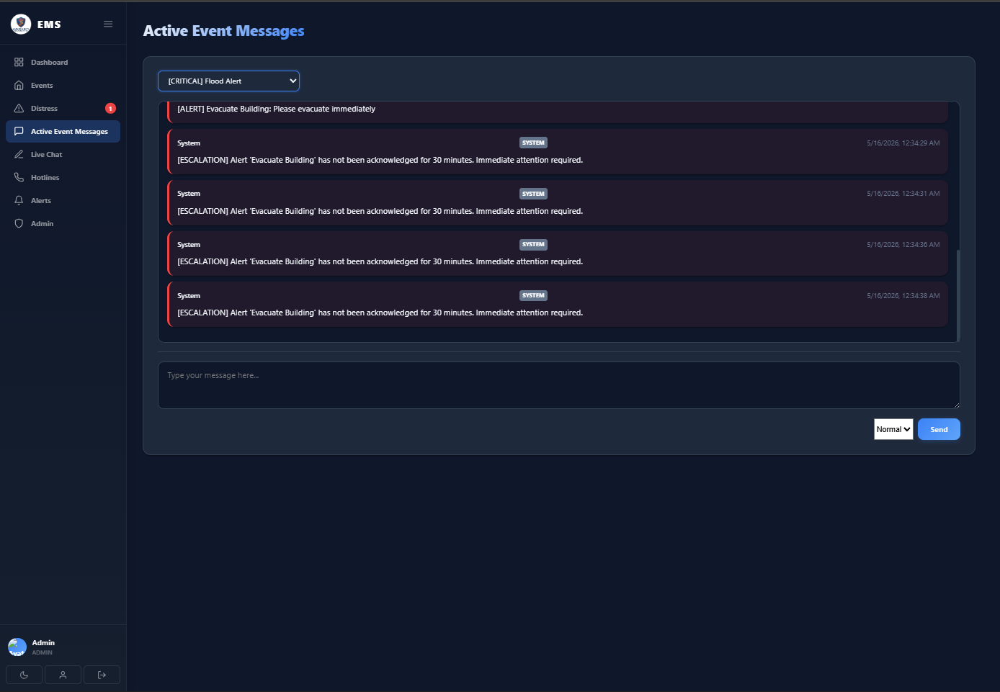 EMS
Dashboard
Events
Distress 1
Active Event Messages
Live Chat
Hotlines
Alerts
Admin
Admin
ADMIN
Active Event Messages
[CRITICAL] Flood Alert
[ALERT] Evacuate Building: Please evacuate immediately
System SYSTEM 5/16/2026, 12:34:29 AM
[ESCALATION] Alert 'Evacuate Building' has not been acknowledged for 30 minutes. Immediate attention required.
System SYSTEM 5/16/2026, 12:34:31 AM
[ESCALATION] Alert 'Evacuate Building' has not been acknowledged for 30 minutes. Immediate attention required.
System SYSTEM 5/16/2026, 12:34:36 AM
[ESCALATION] Alert 'Evacuate Building' has not been acknowledged for 30 minutes. Immediate attention required.
System SYSTEM 5/16/2026, 12:34:38 AM
[ESCALATION] Alert 'Evacuate Building' has not been acknowledged for 30 minutes. Immediate attention required.
Type your message here...
Normal Send